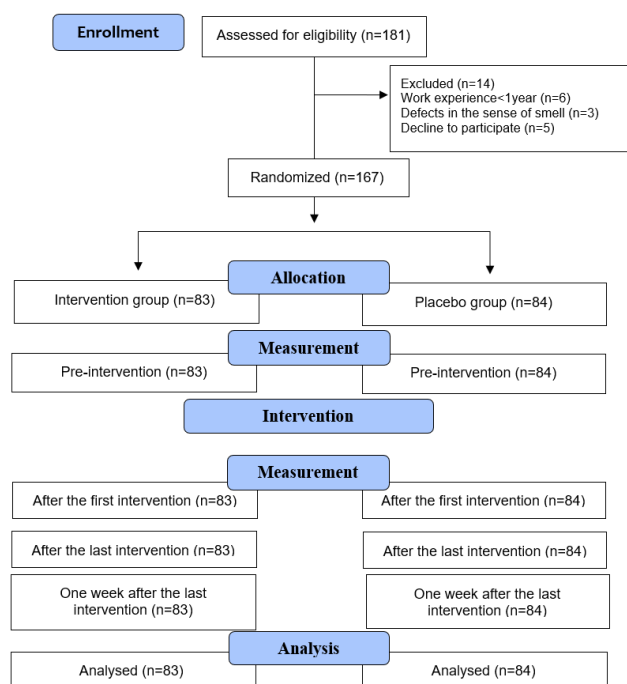 Enrollment
Assessed for eligibility (n=181)
Excluded (n=14)
Work experience<1year (n=6)
Defects in the sense of smell (n=3)
Decline to participate (n=5)
Randomized (n=167)
Allocation
Intervention group (n=83)
Placebo group (n=84)
Measurement
Pre-intervention (n=83)
Pre-intervention (n=84)
Intervention
Measurement
After the first intervention (n=83)
After the first intervention (n=84)
After the last intervention (n=83)
After the last intervention (n=84)
One week after the last
intervention (n=83)
One week after the last
intervention (n=84)
Analysis
Analysed (n=83)
Analysed (n=84)